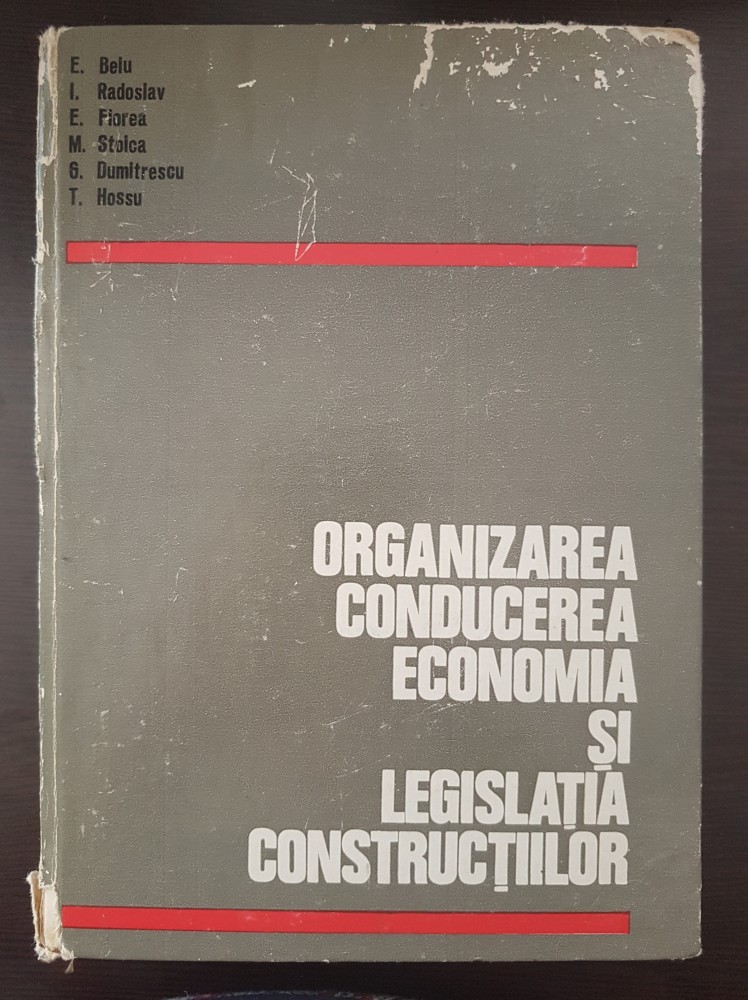 E. Belu
I. Radoslav
E. Florea
M. Stoica
G. Dumitrescu
T. Hossu
ORGANIZAREA
CONDUCEREA
ECONOMIA
ȘI
LEGISLAȚIA
CONSTRUCȚIILOR